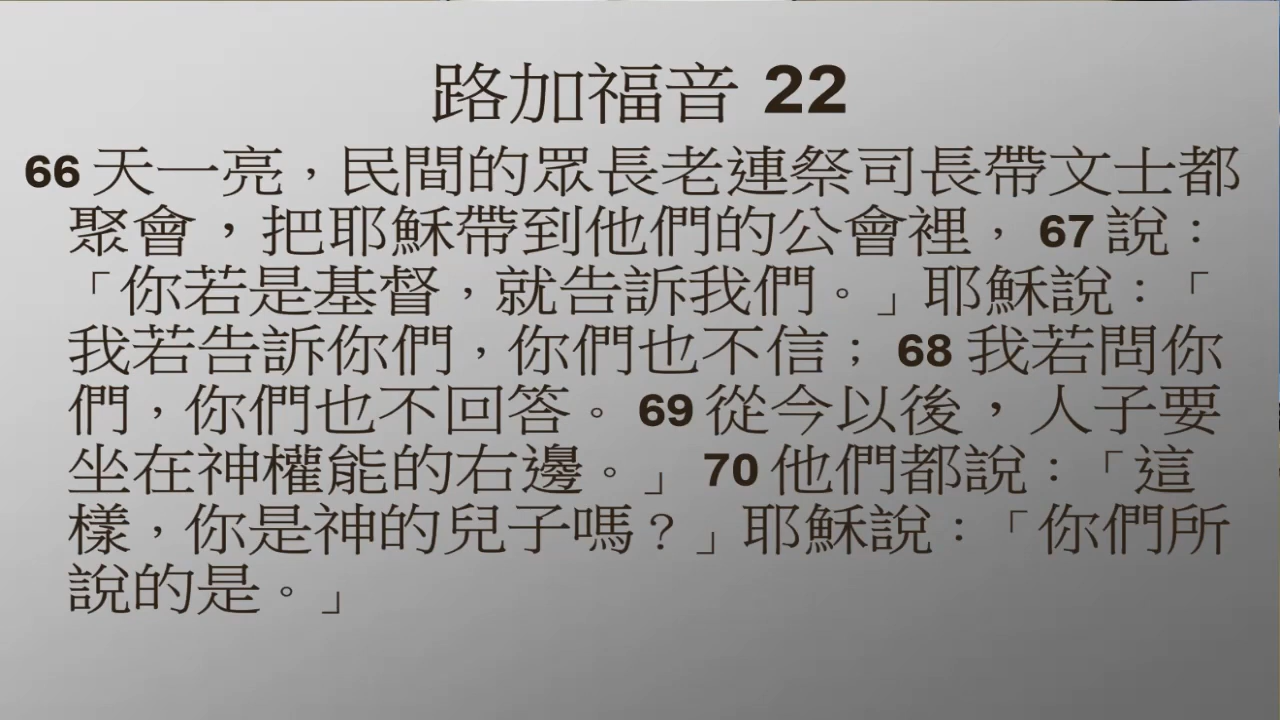 路加福音 22
66 天一亮，民間的眾長老連祭司長帶文士都
聚會，把耶穌帶到他們的公會裡， 67 說：
「你若是基督，就告訴我們。」耶穌說：「
我若告訴你們，你們也不信； 68 我若問你
們，你們也不回答。 69 從今以後，人子要
坐在神權能的右邊。」 70 他們都說：「這
樣，你是神的兒子嗎？」耶穌說：「你們所
說的是。」